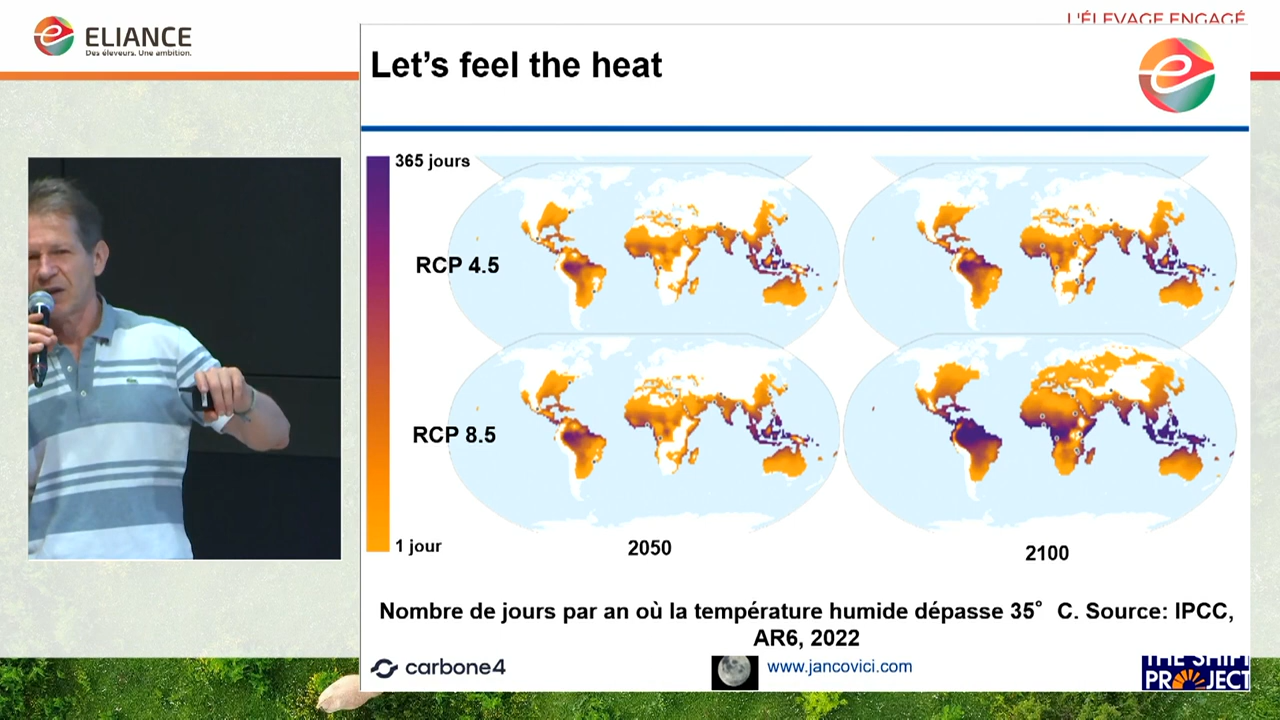 L'ÉLEVAGE ENGAGÉ
ELIANCE
Des éleveurs. Une ambition.
Let's feel the heat
365 jours
RCP 4.5
RCP 8.5
1 jour
2050
2100
Nombre de jours par an où la température humide dépasse 35° C. Source: IPCC,
AR6, 2022
carbone4
www.jancovici.com
THE SHIFT
PROJECT